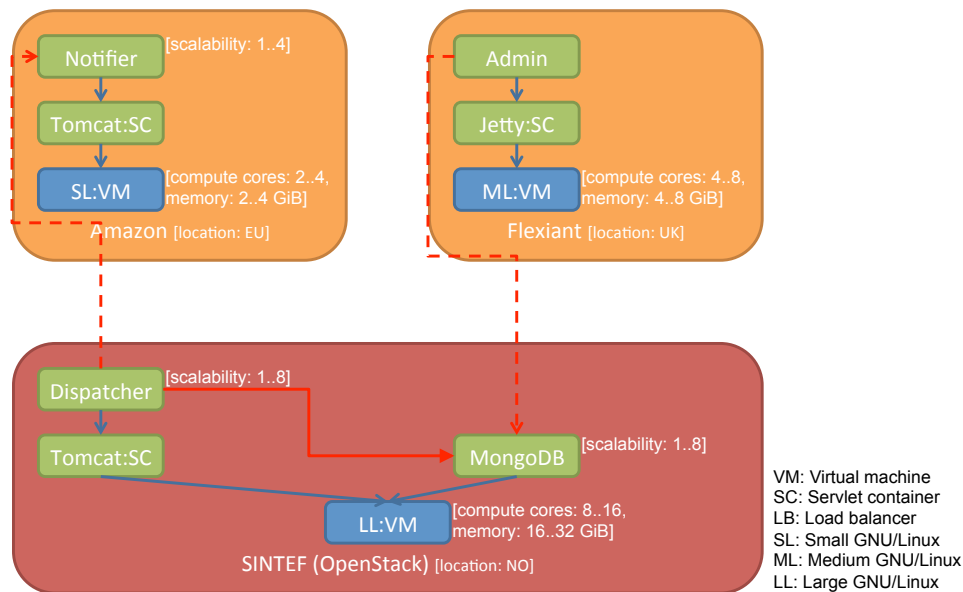 Notifier
[scalability: 1..4]
Tomcat:SC
SL:VM
[compute cores: 2..4,
memory: 2..4 GiB]
Amazon [location: EU]
Admin
Jetty:SC
ML:VM
[compute cores: 4..8,
memory: 4..8 GiB]
Flexiant [location: UK]
Dispatcher
[scalability: 1..8]
Tomcat:SC
MongoDB
[scalability: 1..8]
LL:VM
[compute cores: 8..16,
memory: 16..32 GiB]
SINTEF (OpenStack) [location: NO]
VM: Virtual machine
SC: Servlet container
LB: Load balancer
SL: Small GNU/Linux
ML: Medium GNU/Linux
LL: Large GNU/Linux